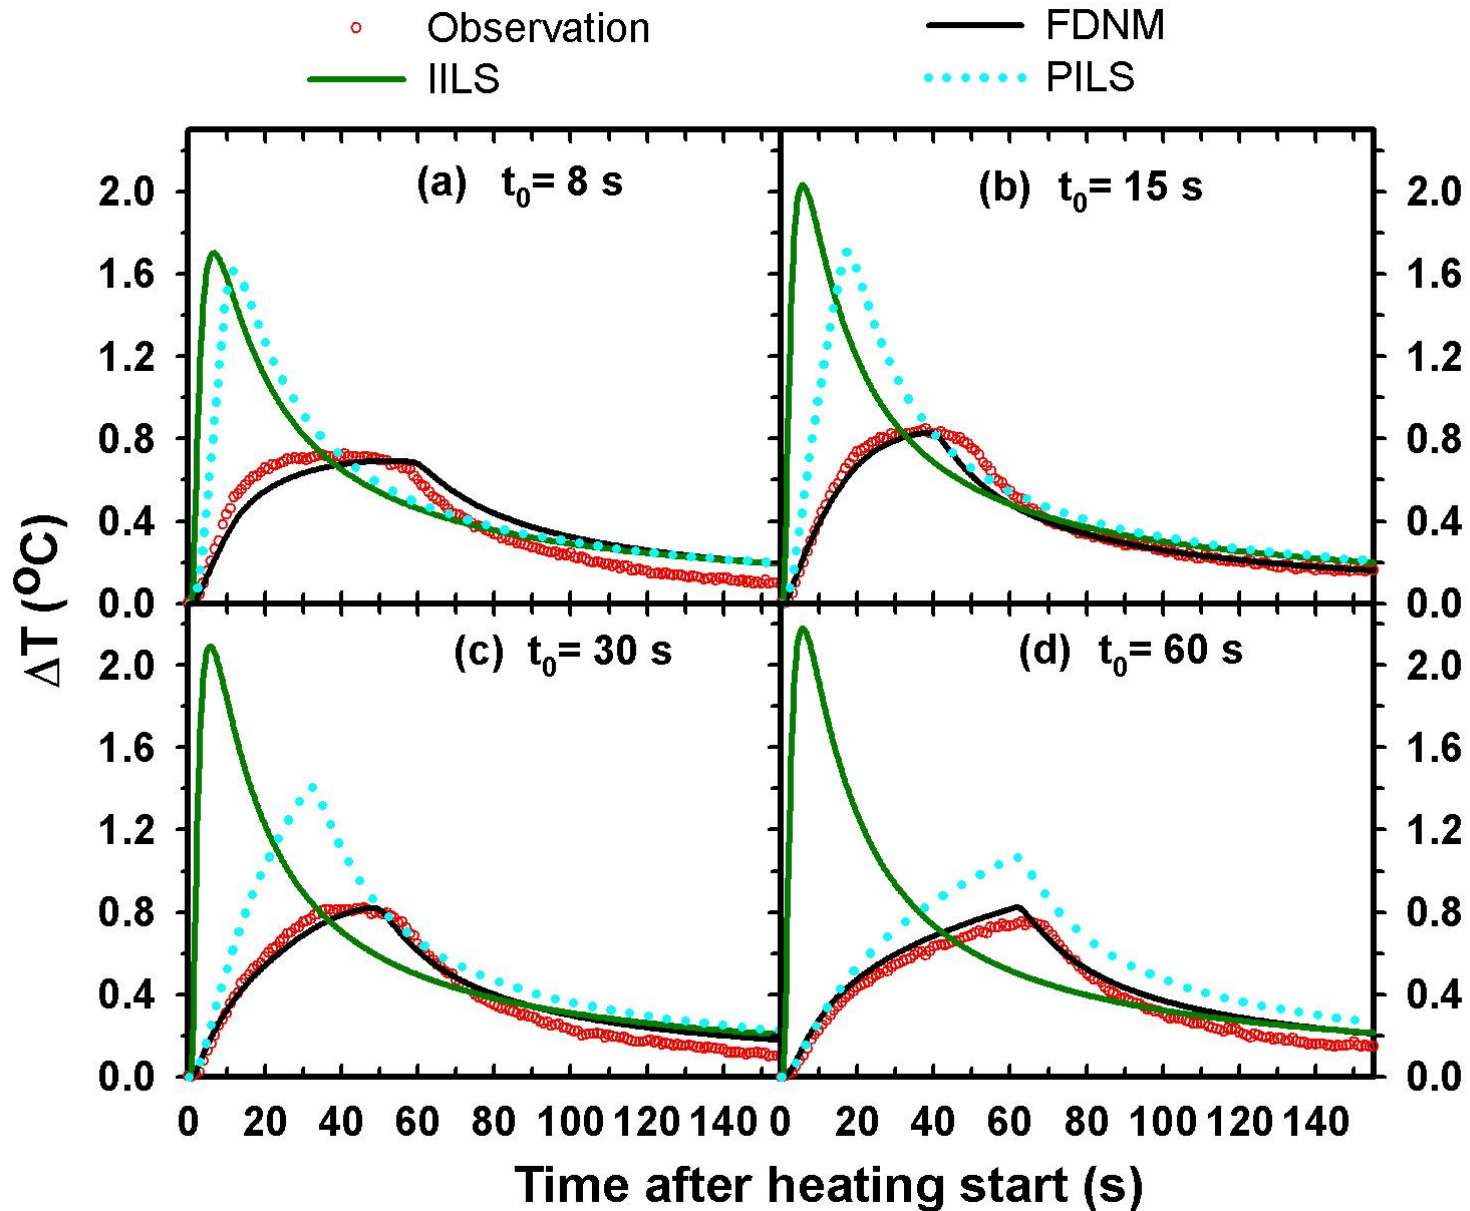 Observation FDNM
IILS PILS
(a) t0= 8 s (b) t0= 15 s
2.0 2.0
1.6 1.6
1.2 1.2
0.8 0.8
0.4 0.4
0.0 0.0
(c) t0= 30 s (d) t0= 60 s
2.0 2.0
1.6 1.6
1.2 1.2
0.8 0.8
0.4 0.4
0.0 0.0
ΔT (OC)
0 20 40 60 80 100 120 140 0 20 40 60 80 100 120 140
Time after heating start (s)